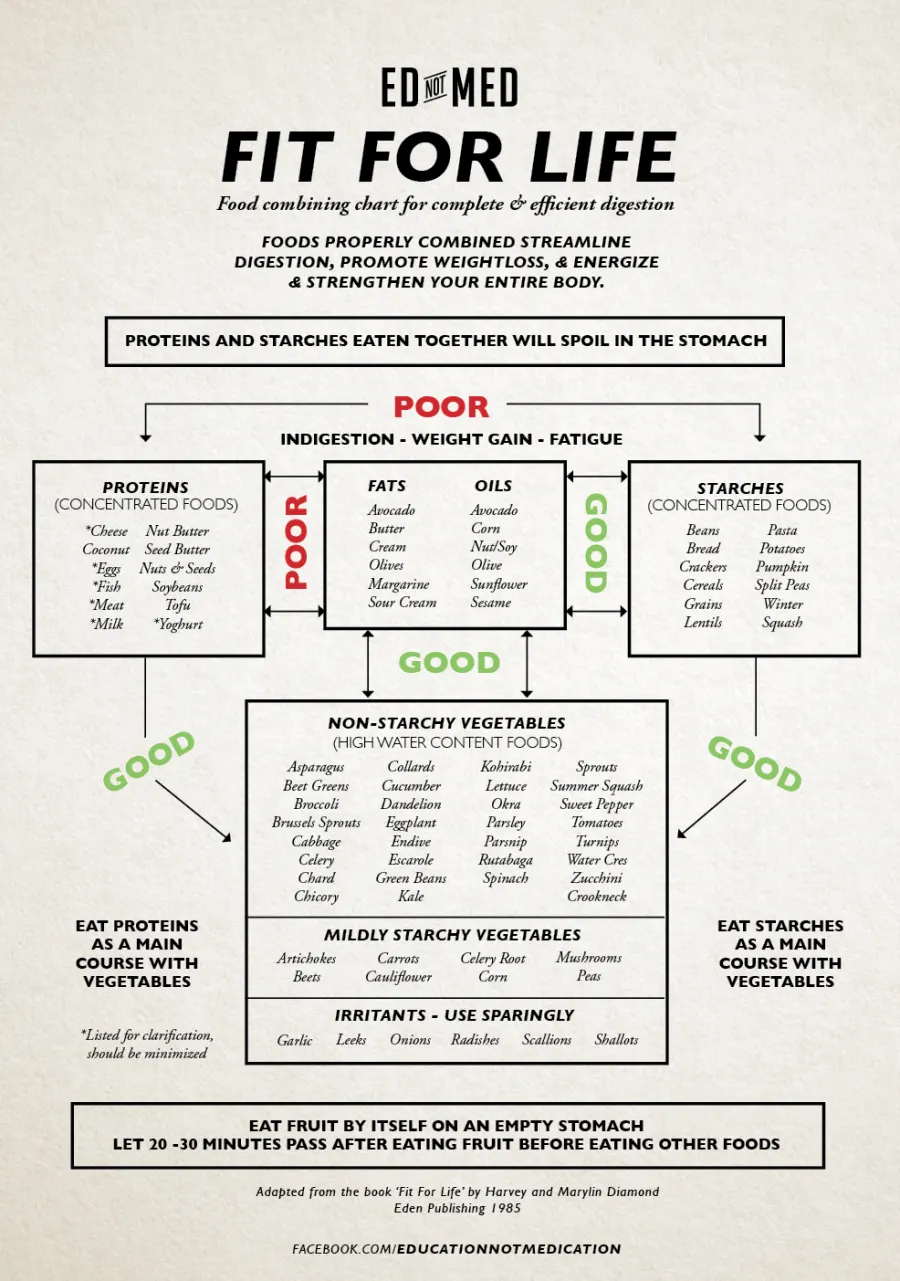 ED NOT MED
FIT FOR LIFE
Food combining chart for complete & efficient digestion
FOODS PROPERLY COMBINED STREAMLINE
DIGESTION, PROMOTE WEIGHTLOSS, & ENERGIZE
& STRENGTHEN YOUR ENTIRE BODY.
PROTEINS AND STARCHES EATEN TOGETHER WILL SPOIL IN THE STOMACH
POOR
INDIGESTION - WEIGHT GAIN - FATIGUE
PROTEINS
(CONCENTRATED FOODS)
*Cheese Nut Butter
Coconut Seed Butter
*Eggs Nuts & Seeds
*Fish Soybeans
*Meat Tofu
*Milk *Yoghurt
POOR
FATS OILS
Avocado Avocado
Butter Corn
Cream Nut/Soy
Olives Olive
Margarine Sunflower
Sour Cream Sesame
GOOD
STARCHES
(CONCENTRATED FOODS)
Beans Pasta
Bread Potatoes
Crackers Pumpkin
Cereals Split Peas
Grains Winter
Lentils Squash
GOOD
GOOD
GOOD
NON-STARCHY VEGETABLES
(HIGH WATER CONTENT FOODS)
Asparagus Collards Kohirabi Sprouts
Beet Greens Cucumber Lettuce Summer Squash
Broccoli Dandelion Okra Sweet Pepper
Brussels Sprouts Eggplant Parsley Tomatoes
Cabbage Endive Parsnip Turnips
Celery Escarole Rutabaga Water Cres
Chard Green Beans Spinach Zucchini
Chicory Kale Crookneck
MILDLY STARCHY VEGETABLES
Artichokes Carrots Celery Root Mushrooms
Beets Cauliflower Corn Peas
IRRITANTS - USE SPARINGLY
Garlic Leeks Onions Radishes Scallions Shallots
EAT PROTEINS
AS A MAIN
COURSE WITH
VEGETABLES
*Listed for clarification,
should be minimized
EAT STARCHES
AS A MAIN
COURSE WITH
VEGETABLES
EAT FRUIT BY ITSELF ON AN EMPTY STOMACH
LET 20 -30 MINUTES PASS AFTER EATING FRUIT BEFORE EATING OTHER FOODS
Adapted from the book ‘Fit For Life’ by Harvey and Marylin Diamond
Eden Publishing 1985
FACEBOOK.COM/EDUCATIONNOTMEDICATION